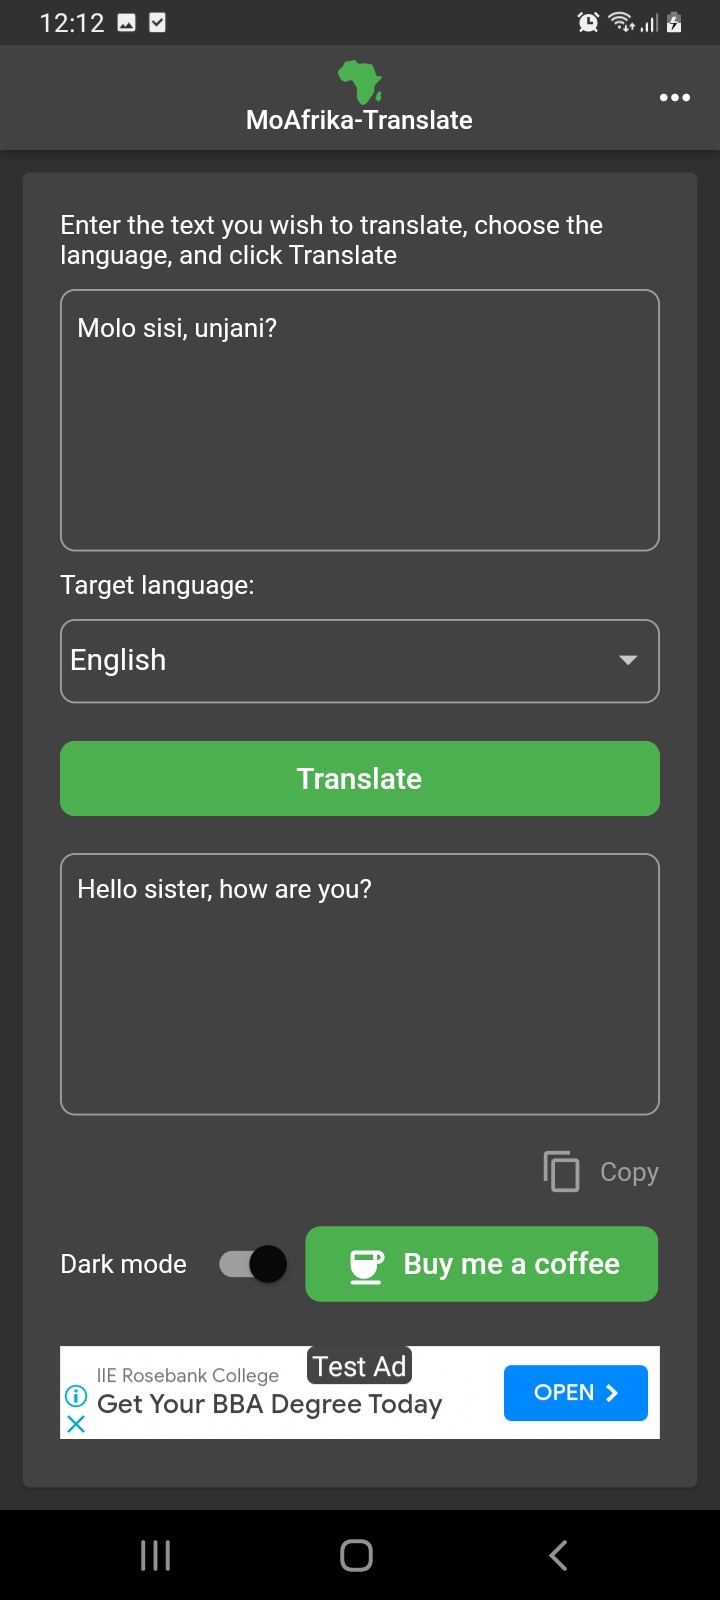 12:12
MoAfrika-Translate
Enter the text you wish to translate, choose the
language, and click Translate
Molo sisi, unjani?
Target language:
English
Translate
Hello sister, how are you?
Copy
Dark mode
Buy me a coffee
Test Ad
IIE Rosebank College
Get Your BBA Degree Today
OPEN